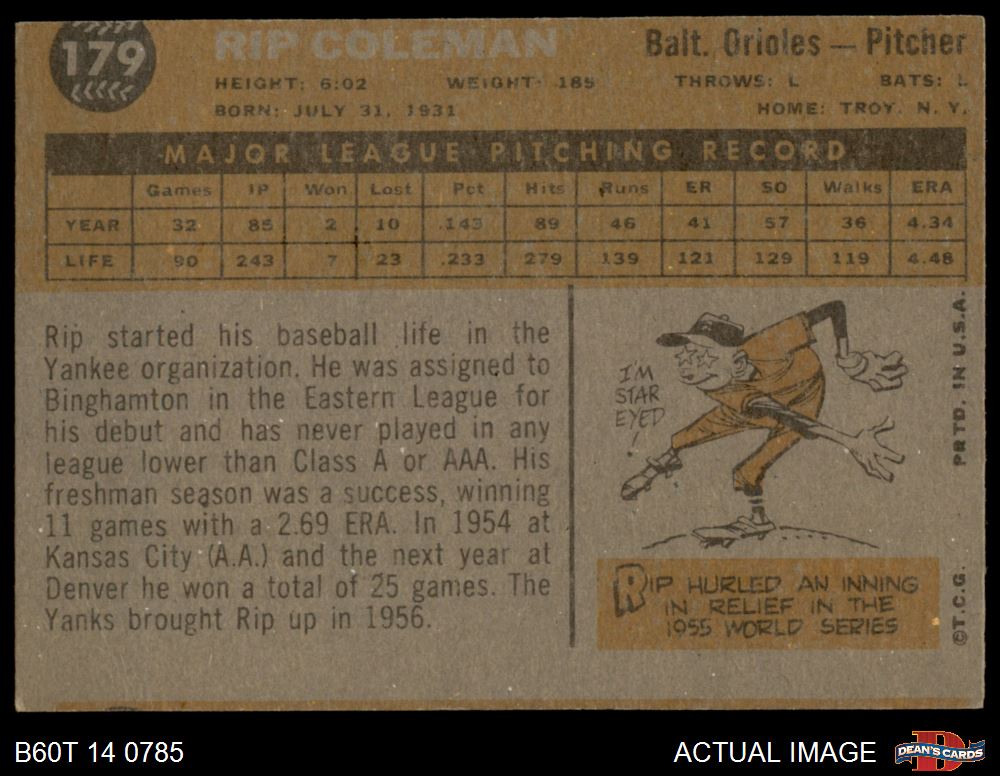 179
RIP COLEMAN
Balt. Orioles — Pitcher
HEIGHT: 6:02 WEIGHT: 185 THROWS: L BATS: L
BORN: JULY 31, 1931 HOME: TROY, N. Y.
MAJOR LEAGUE PITCHING RECORD
Games IP Won Lost Pct Hits Runs ER SO Walks ERA
YEAR 32 85 2 10 .143 89 46 41 57 36 4.34
LIFE 90 243 7 23 .233 279 139 121 129 119 4.48
Rip started his baseball life in the
Yankee organization. He was assigned to
Binghamton in the Eastern League for
his debut and has never played in any
league lower than Class A or AAA. His
freshman season was a success, winning
11 games with a 2.69 ERA. In 1954 at
Kansas City (A.A.) and the next year at
Denver he won a total of 25 games. The
Yanks brought Rip up in 1956.
I'M
STAR
EYED
!
RIP HURLED AN INNING
IN RELIEF IN THE
1955 WORLD SERIES
©T.C.G. PRTD. IN U.S.A.
B60T 14 0785
ACTUAL IMAGE
D
DEAN'S CARDS